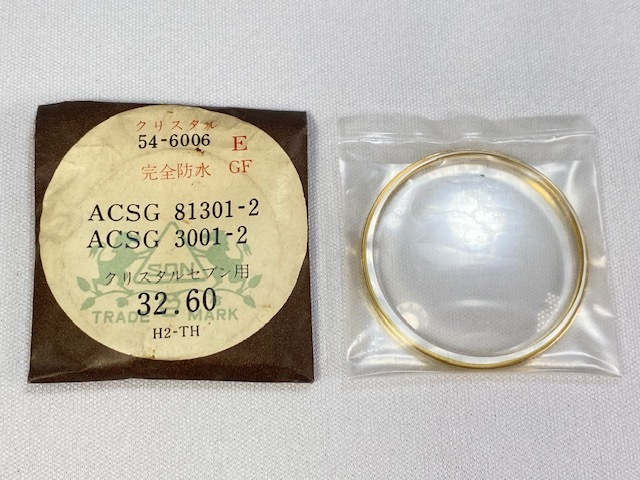 クリスタル
54-6006 E
完全防水 GF
ACSG 81301-2
ACSG 3001-2
クリスタルセブン用
32.60
TRADE MARK
H2-TH